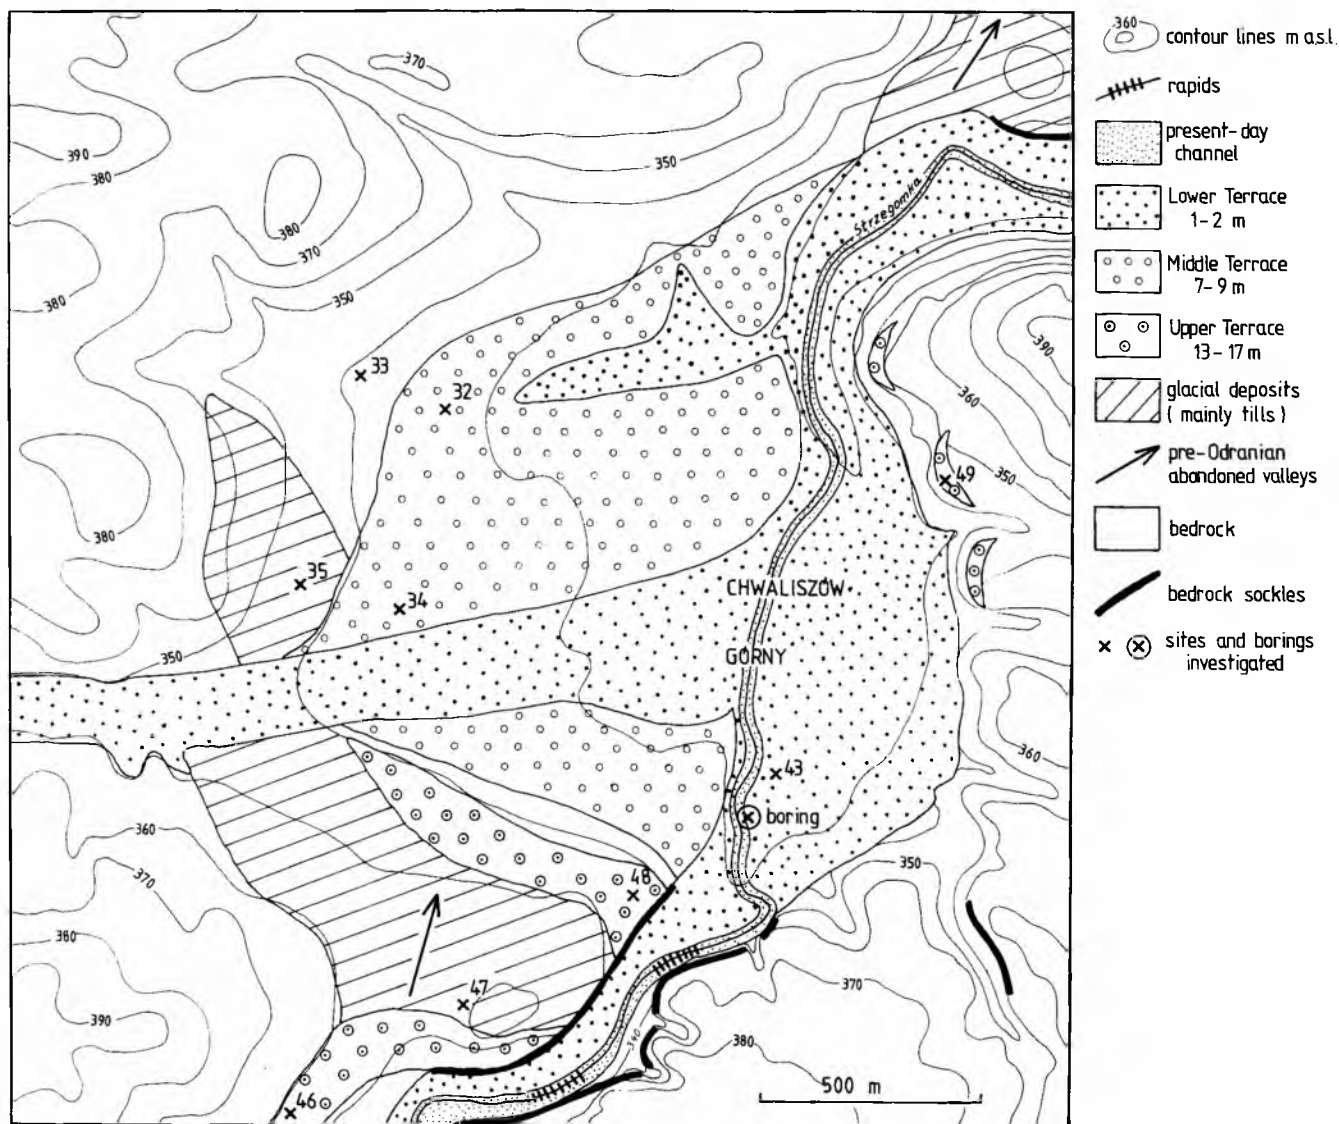 360
contour lines m a.s.l.
rapids
present-day
channel
Lower Terrace
1-2 m
Middle Terrace
7-9 m
Upper Terrace
13-17 m
glacial deposits
( mainly tills )
pre-Odranian
abandoned valleys
bedrock
bedrock sockles
sites and borings
investigated
370
390
380
350
380
370
350
380
Strzegomka
390
360
350
33
32
49
380
35
34
350
CHWALISZÓW
GÓRNY
43
360
boring
360
370
350
48
380
47
370
390
340
380
46
500 m